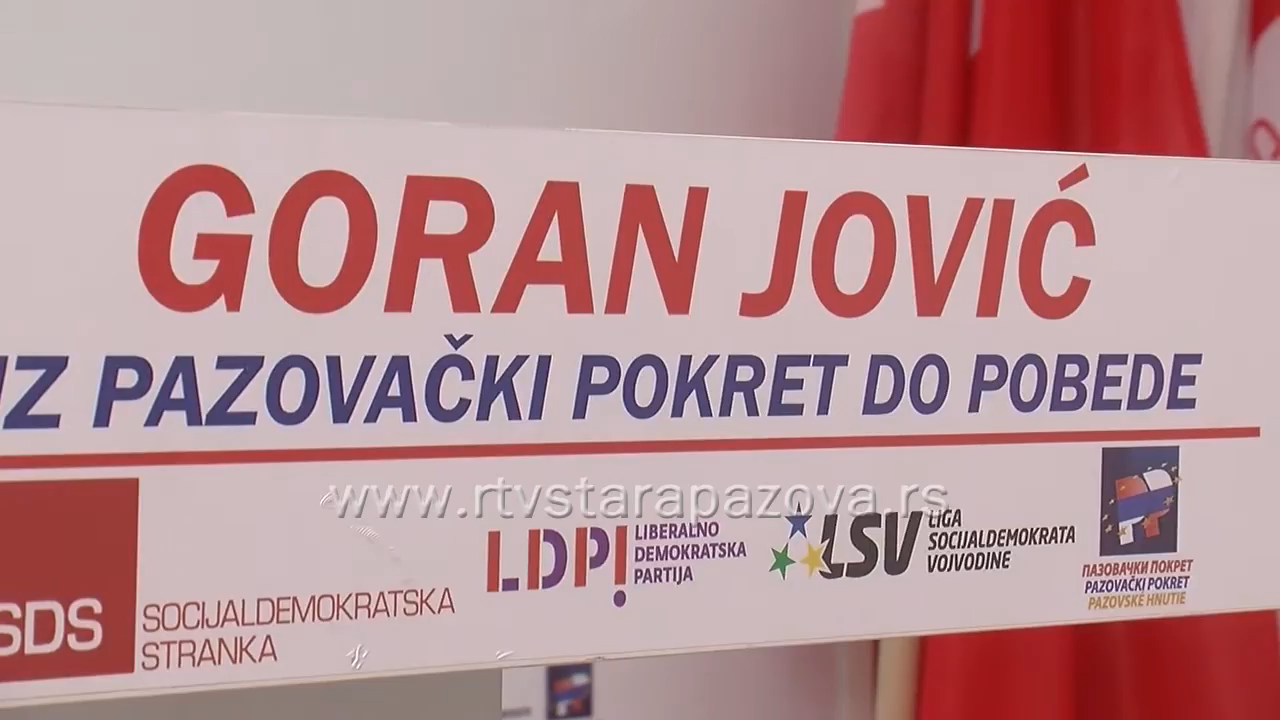 GORAN JOVIĆ
UZ PAZOVAČKI POKRET DO POBEDE
www.rtvstarapazova.rs
SDS
SOCIJALDEMOKRATSKA
STRANKA
LDP!
LIBERALNO
DEMOKRATSKA
PARTIJA
LSV
LIGA
SOCIJALDEMOKRATA
VOJVODINE
ПАЗОВАЧКИ ПОКРЕТ
PAZOVAČKI POKRET
PAZOVSKÉ HNUTIE